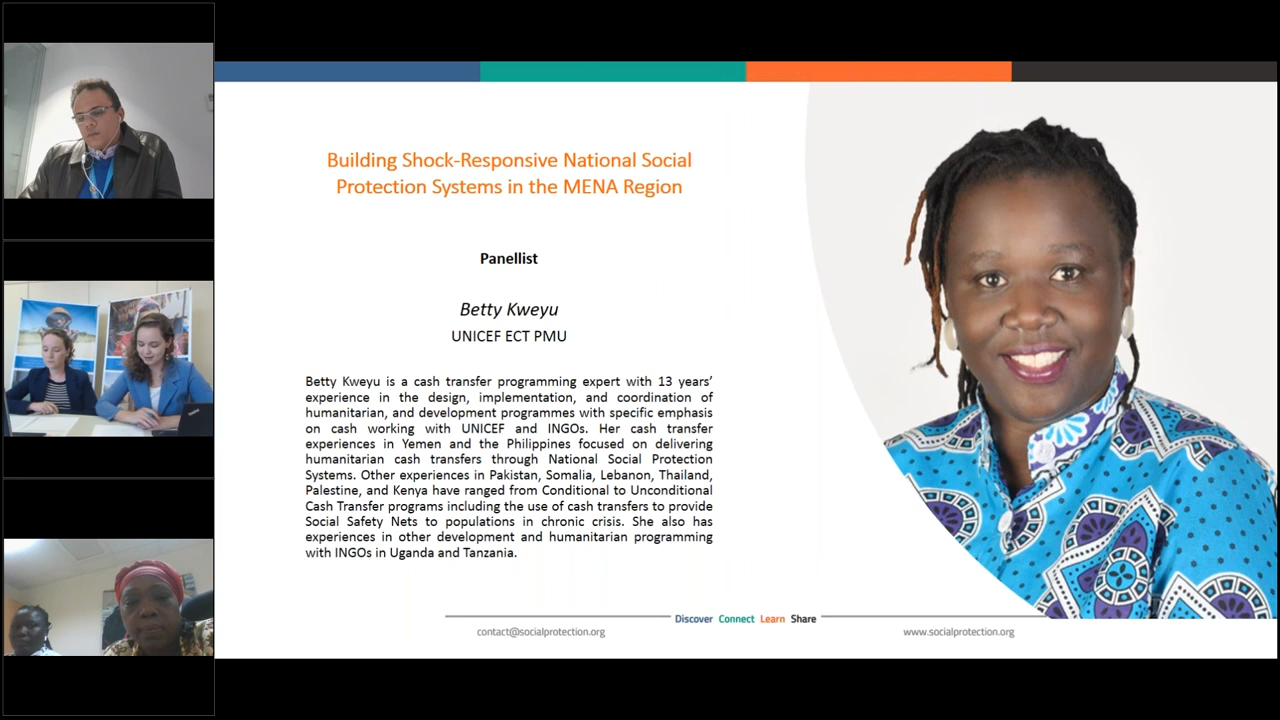 Building Shock-Responsive National Social
Protection Systems in the MENA Region
Panellist
Betty Kweyu
UNICEF ECT PMU
Betty Kweyu is a cash transfer programming expert with 13 years’
experience in the design, implementation, and coordination of
humanitarian, and development programmes with specific emphasis
on cash working with UNICEF and INGOs. Her cash transfer
experiences in Yemen and the Philippines focused on delivering
humanitarian cash transfers through National Social Protection
Systems. Other experiences in Pakistan, Somalia, Lebanon, Thailand,
Palestine, and Kenya have ranged from Conditional to Unconditional
Cash Transfer programs including the use of cash transfers to provide
Social Safety Nets to populations in chronic crisis. She also has
experiences in other development and humanitarian programming
with INGOs in Uganda and Tanzania.
Discover Connect Learn Share
contact@socialprotection.org www.socialprotection.org